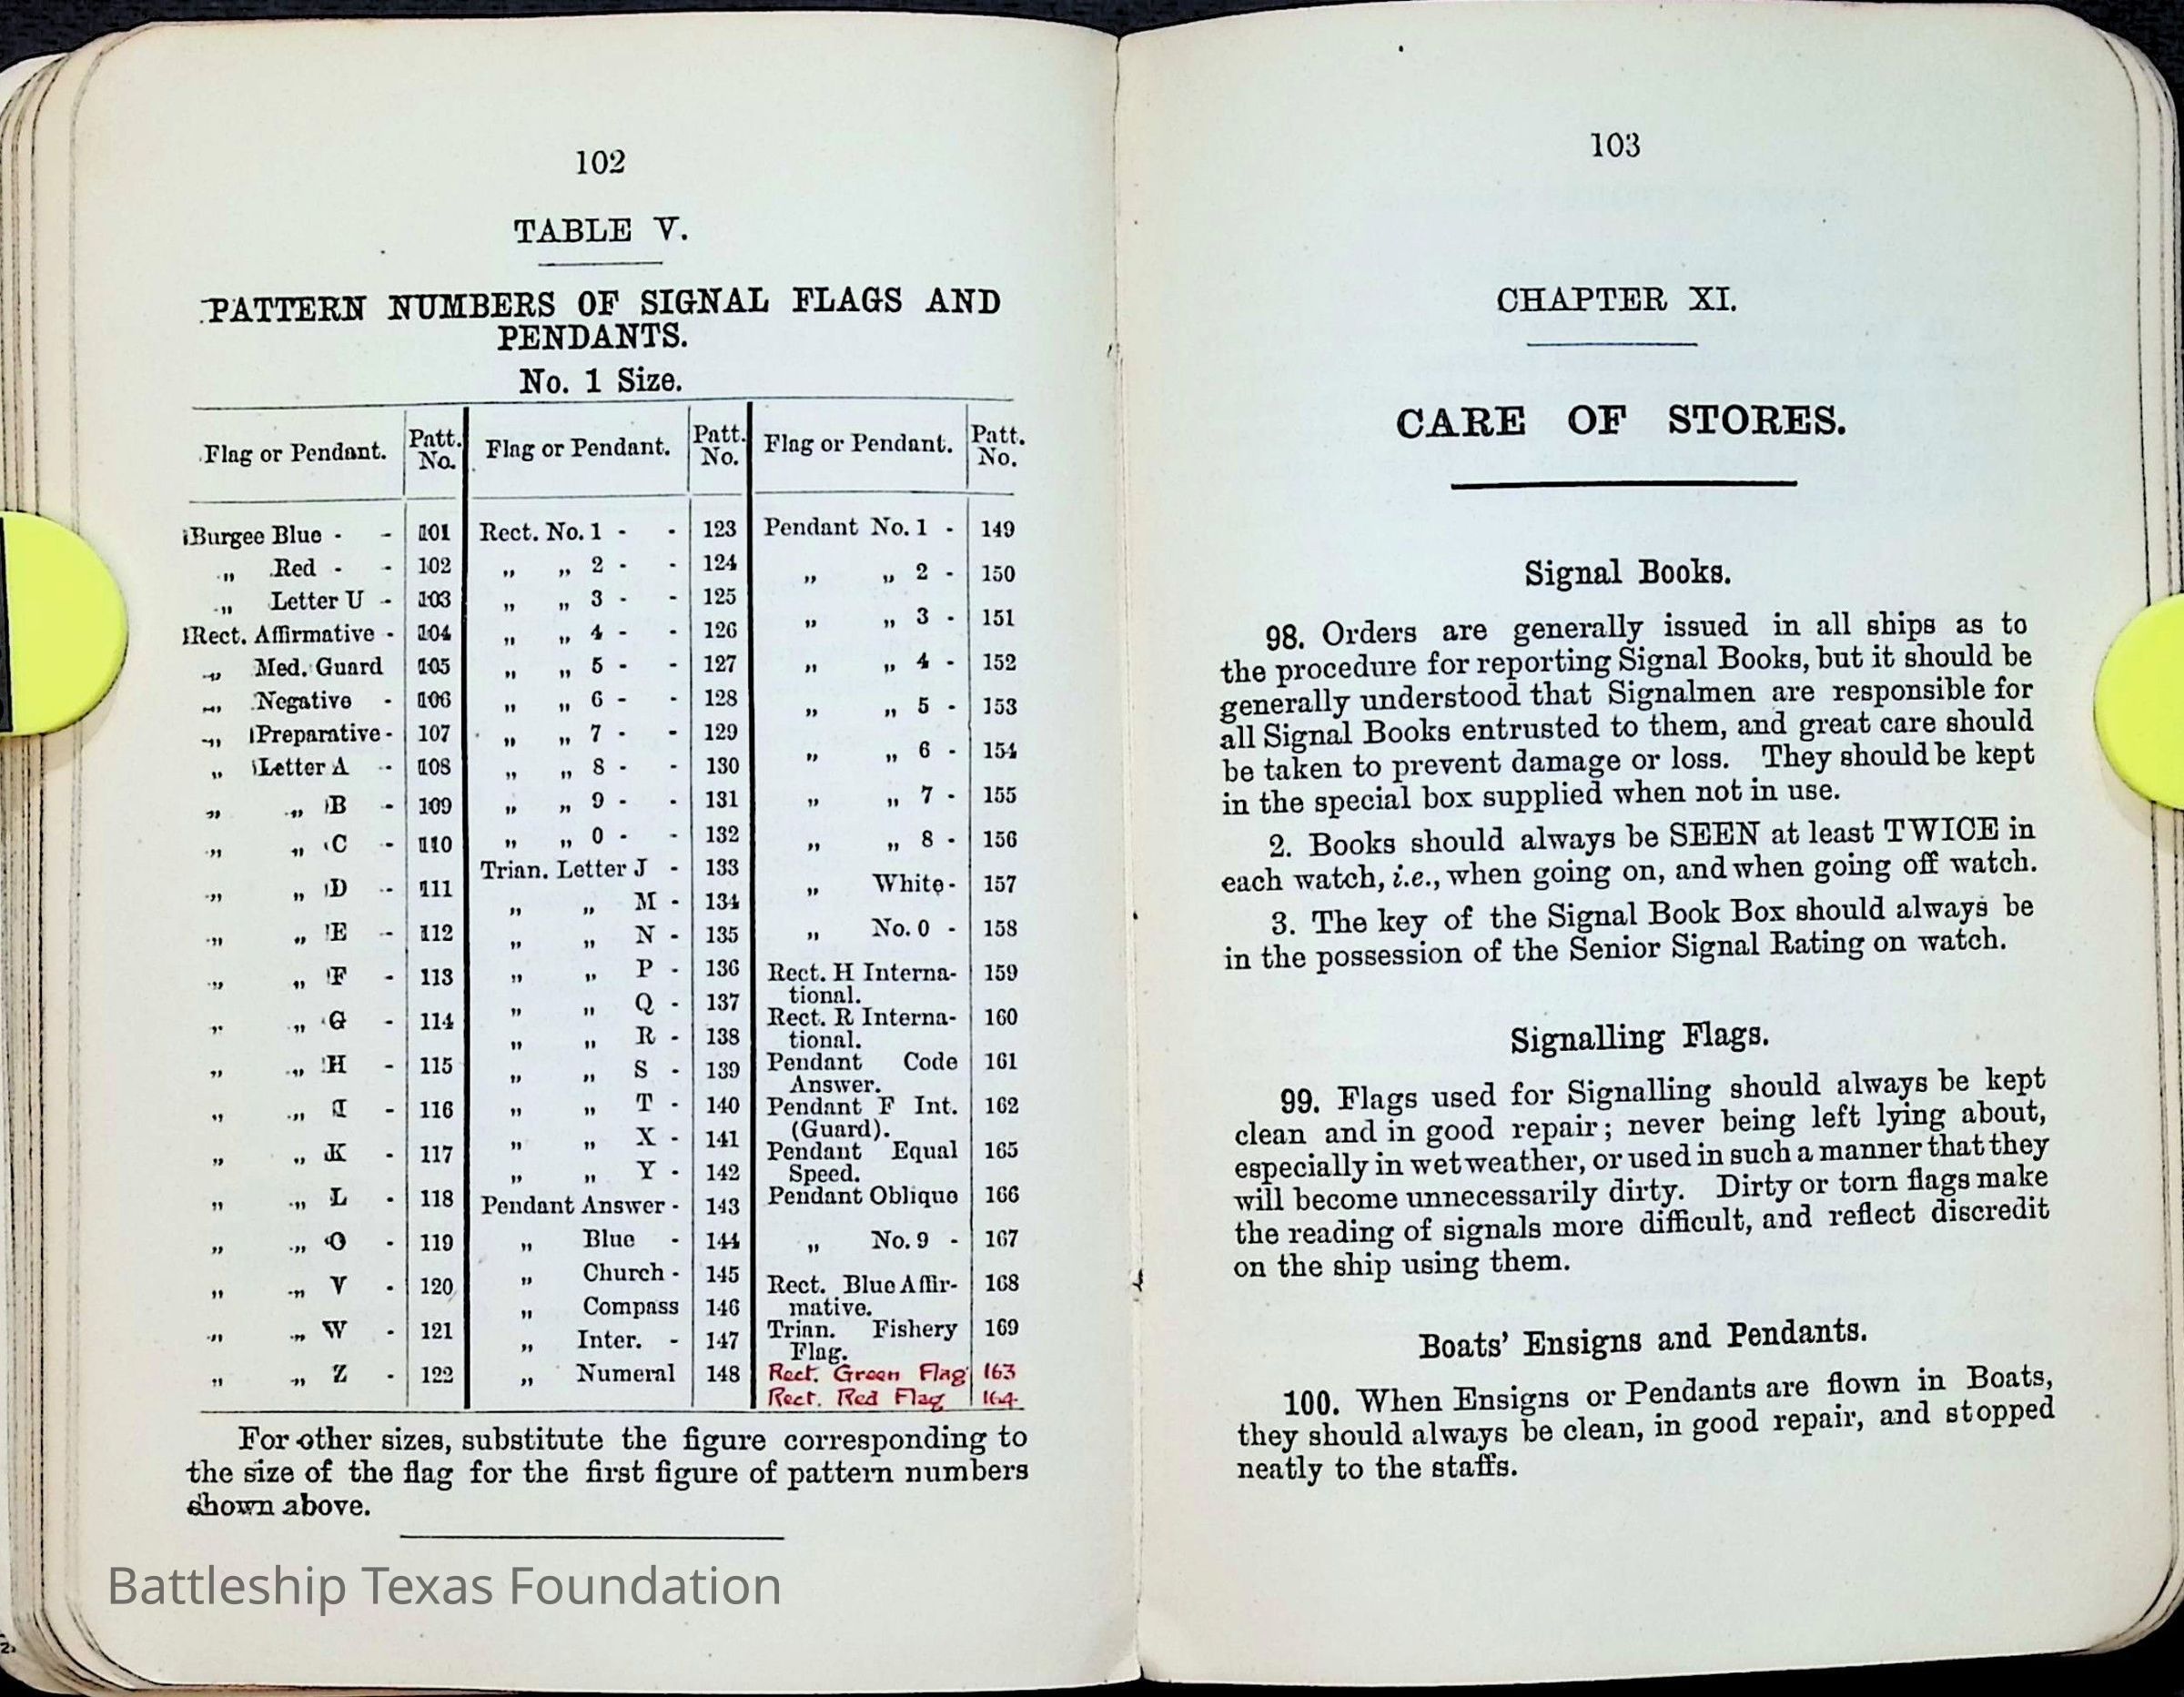 102
TABLE V.
PATTERN NUMBERS OF SIGNAL FLAGS AND
PENDANTS.
No. 1 Size.
Flag or Pendant. Patt. No. Flag or Pendant. Patt. No. Flag or Pendant. Patt. No.
Burgee Blue - - 101
„ Red - - 102
„ Letter U - 103
Rect. Affirmative - 104
„ Med. Guard 105
„ Negative - 106
„ Preparative - 107
„ Letter A - 108
„ „ B - 109
„ „ C - 110
„ „ D - 111
„ „ E - 112
„ „ F - 113
„ „ G - 114
„ „ H - 115
„ „ I - 116
„ „ K - 117
„ „ L - 118
„ „ O - 119
„ „ V - 120
„ „ W - 121
„ „ Z - 122
Rect. No. 1 - - 123
„ „ 2 - - 124
„ „ 3 - - 125
„ „ 4 - - 126
„ „ 5 - - 127
„ „ 6 - - 128
„ „ 7 - - 129
„ „ 8 - - 130
„ „ 9 - - 131
„ „ 0 - - 132
Trian. Letter J - 133
„ „ M - 134
„ „ N - 135
„ „ P - 136
„ „ Q - 137
„ „ R - 138
„ „ S - 139
„ „ T - 140
„ „ X - 141
„ „ Y - 142
Pendant Answer - 143
„ Blue - 144
„ Church - 145
„ Compass 146
„ Inter. - 147
„ Numeral 148
Pendant No. 1 - 149
„ „ 2 - 150
„ „ 3 - 151
„ „ 4 - 152
„ „ 5 - 153
„ „ 6 - 154
„ „ 7 - 155
„ „ 8 - 156
„ White - 157
„ No. 0 - 158
Rect. H Interna- 159
tional.
Rect. R Interna- 160
tional.
Pendant Code 161
Answer.
Pendant F Int. 162
(Guard).
Pendant Equal 165
Speed.
Pendant Oblique 166
„ No. 9 - 167
Rect. Blue Affir- 168
mative.
Trian. Fishery 169
Flag.
Rect. Green Flag 163
Rect. Red Flag 164
For other sizes, substitute the figure corresponding to
the size of the flag for the first figure of pattern numbers
shown above.
Battleship Texas Foundation
103
CHAPTER XI.
CARE OF STORES.
Signal Books.
98. Orders are generally issued in all ships as to
the procedure for reporting Signal Books, but it should be
generally understood that Signalmen are responsible for
all Signal Books entrusted to them, and great care should
be taken to prevent damage or loss. They should be kept
in the special box supplied when not in use.
2. Books should always be SEEN at least TWICE in
each watch, i.e., when going on, and when going off watch.
3. The key of the Signal Book Box should always be
in the possession of the Senior Signal Rating on watch.
Signalling Flags.
99. Flags used for Signalling should always be kept
clean and in good repair; never being left lying about,
especially in wet weather, or used in such a manner that they
will become unnecessarily dirty. Dirty or torn flags make
the reading of signals more difficult, and reflect discredit
on the ship using them.
Boats' Ensigns and Pendants.
100. When Ensigns or Pendants are flown in Boats,
they should always be clean, in good repair, and stopped
neatly to the staffs.